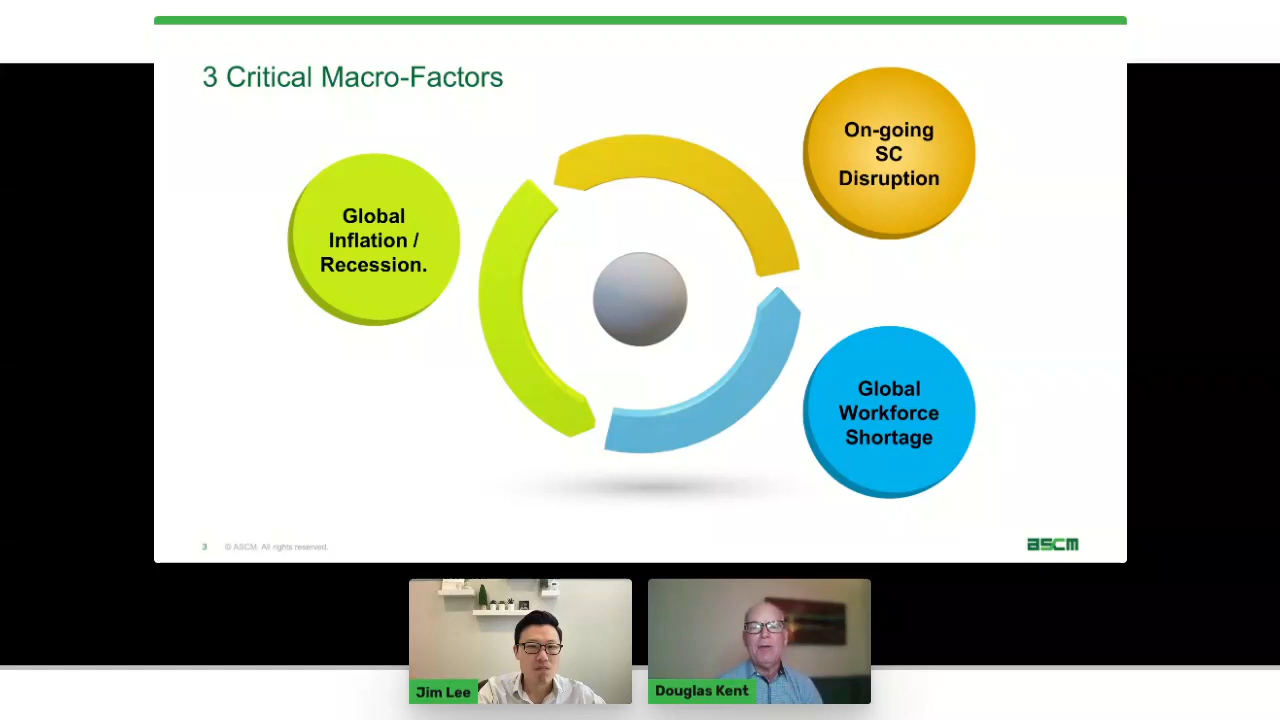 3 Critical Macro-Factors
On-going
SC
Disruption
Global
Inflation /
Recession.
Global
Workforce
Shortage
3
© ASCM. All rights reserved.
ASCM
Jim Lee
Douglas Kent